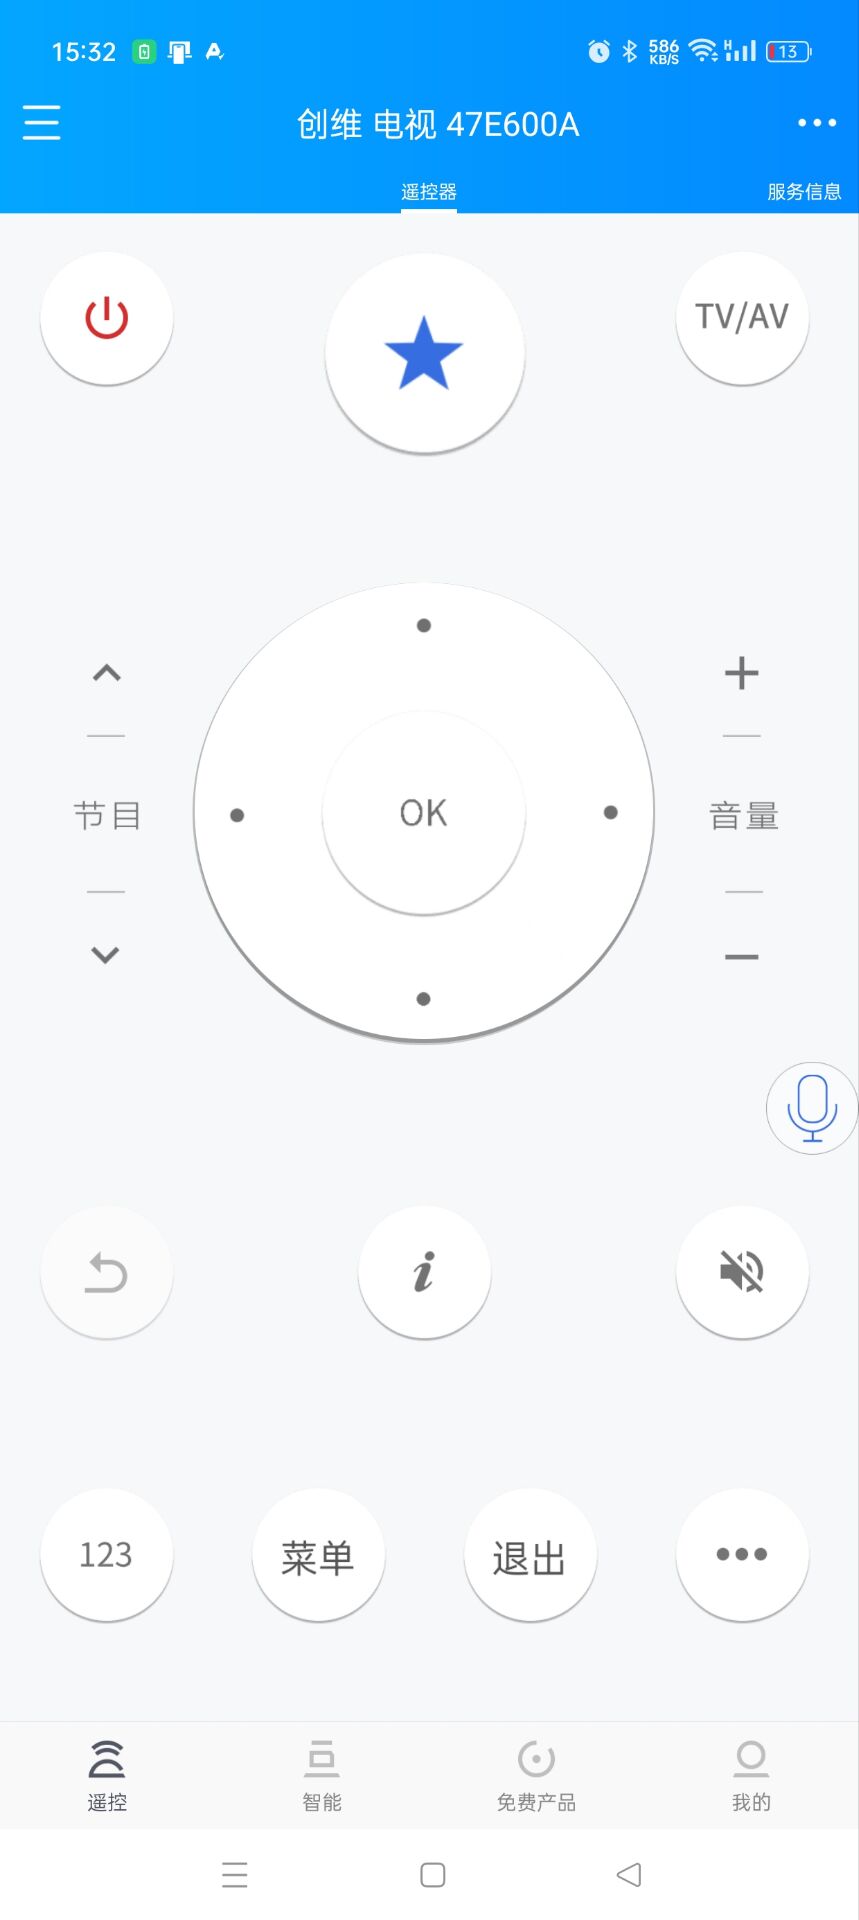 15:32
586
KB/S
H
13
创维 电视 47E600A
遥控器
服务信息
TV/AV
节目
OK
音量
i
123
菜单
退出
遥控
智能
免费产品
我的